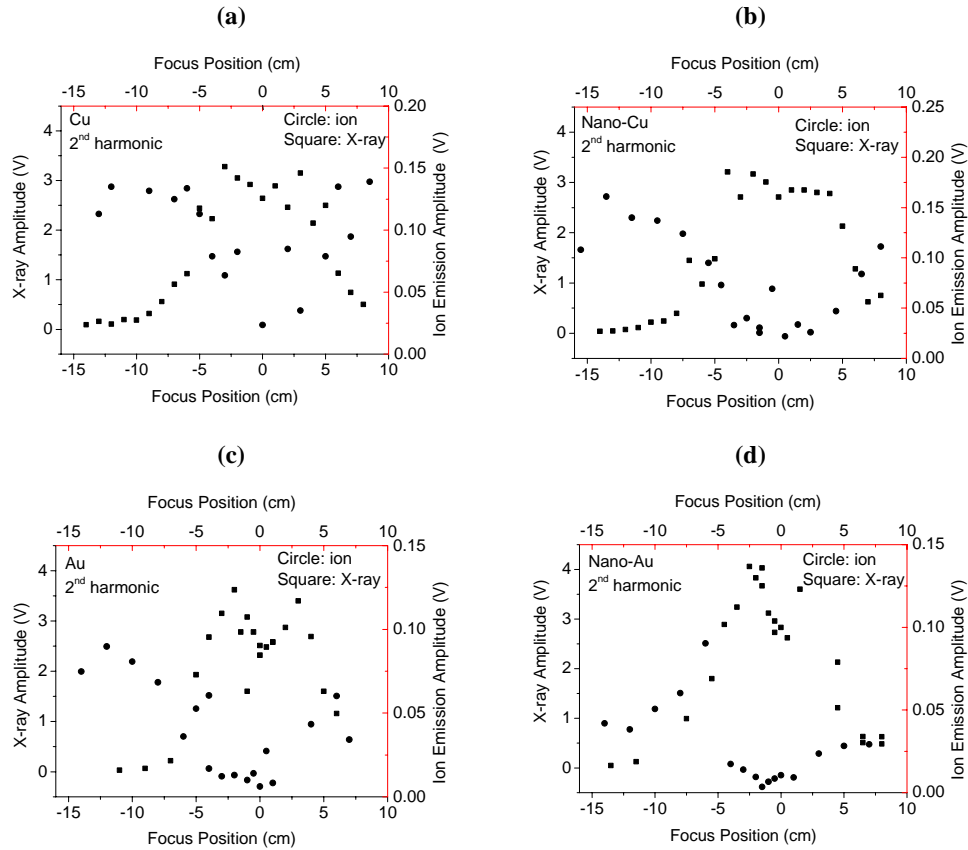 (a)
Focus Position (cm)
-15 -10 -5 0 5 10
Cu
2nd harmonic
Circle: ion
Square: X-ray
X-ray Amplitude (V)
4
3
2
1
0
Ion Emission Amplitude (V)
0.20
0.15
0.10
0.05
0.00
-15 -10 -5 0 5 10
Focus Position (cm)
(b)
Focus Position (cm)
-15 -10 -5 0 5 10
Nano-Cu
2nd harmonic
Circle: ion
Square: X-ray
X-ray Amplitude (V)
4
3
2
1
0
Ion Emission Amplitude (V)
0.25
0.20
0.15
0.10
0.05
0.00
-15 -10 -5 0 5 10
Focus Position (cm)
(c)
Focus Position (cm)
-15 -10 -5 0 5 10
Au
2nd harmonic
Circle: ion
Square: X-ray
X-ray Amplitude (V)
4
3
2
1
0
Ion Emission Amplitude (V)
0.15
0.10
0.05
0.00
-15 -10 -5 0 5 10
Focus Position (cm)
(d)
Focus Position (cm)
-15 -10 -5 0 5 10
Nano-Au
2nd harmonic
Circle: ion
Square: X-ray
X-ray Amplitude (V)
4
3
2
1
0
Ion Emission Amplitude (V)
0.15
0.10
0.05
0.00
-15 -10 -5 0 5 10
Focus Position (cm)